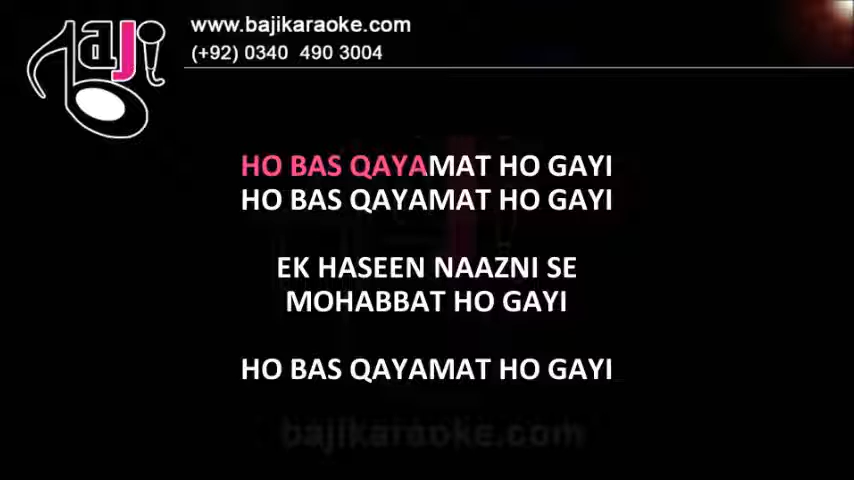 Baji
www.bajikaraoke.com
(+92) 0340 490 3004
HO BAS QAYAMAT HO GAYI
HO BAS QAYAMAT HO GAYI
EK HASEEN NAAZNI SE
MOHABBAT HO GAYI
HO BAS QAYAMAT HO GAYI
bajikaraoke.com